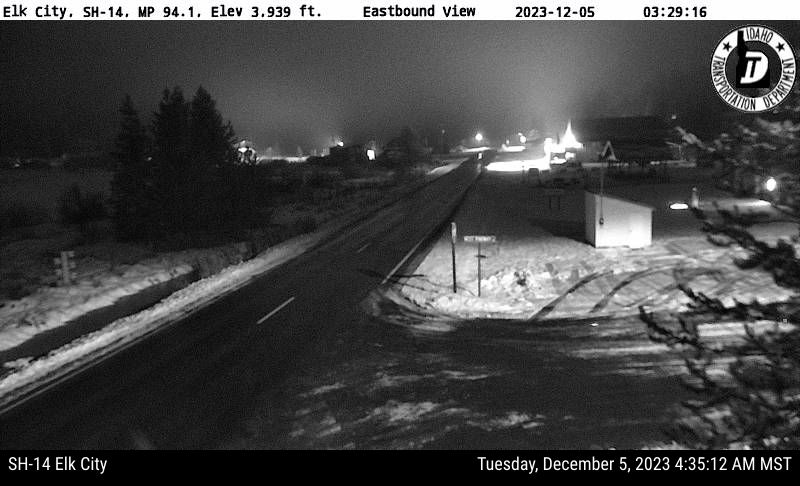 Elk City, SH-14, MP 94.1, Elev 3,939 ft. Eastbound View 2023-12-05 03:29:16
IDAHO
TRANSPORTATION DEPARTMENT
SH-14 Elk City Tuesday, December 5, 2023 4:35:12 AM MST